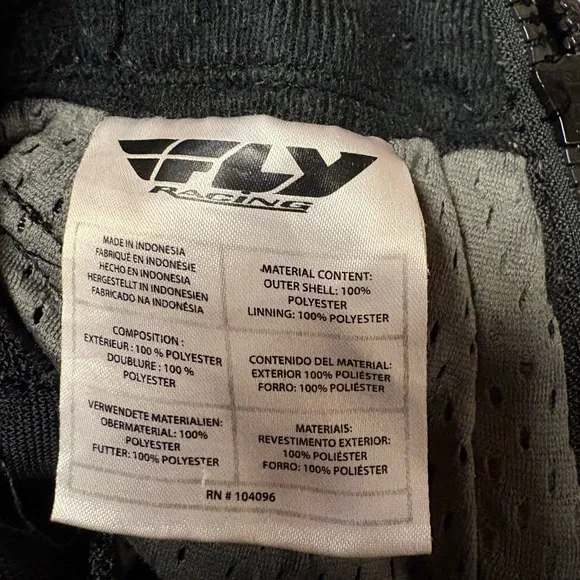 FLY
RACING
MADE IN INDONESIA
FABRIQUÉ EN INDONÉSIE
HECHO EN INDONESIA
HERGESTELLT IN INDONESIEN
FABRICADO NA INDONÉSIA
MATERIAL CONTENT:
OUTER SHELL: 100%
POLYESTER
LINNING: 100% POLYESTER
COMPOSITION :
EXTÉRIEUR : 100 % POLYESTER
DOUBLURE : 100 %
POLYESTER
CONTENIDO DEL MATERIAL:
EXTERIOR 100% POLIÉSTER
FORRO: 100% POLIÉSTER
VERWENDETE MATERIALIEN:
OBERMATERIAL: 100%
POLYESTER
FUTTER: 100% POLYESTER
MATERIAIS:
REVESTIMENTO EXTERIOR:
100% POLIÉSTER
FORRO: 100% POLIÉSTER
RN # 104096